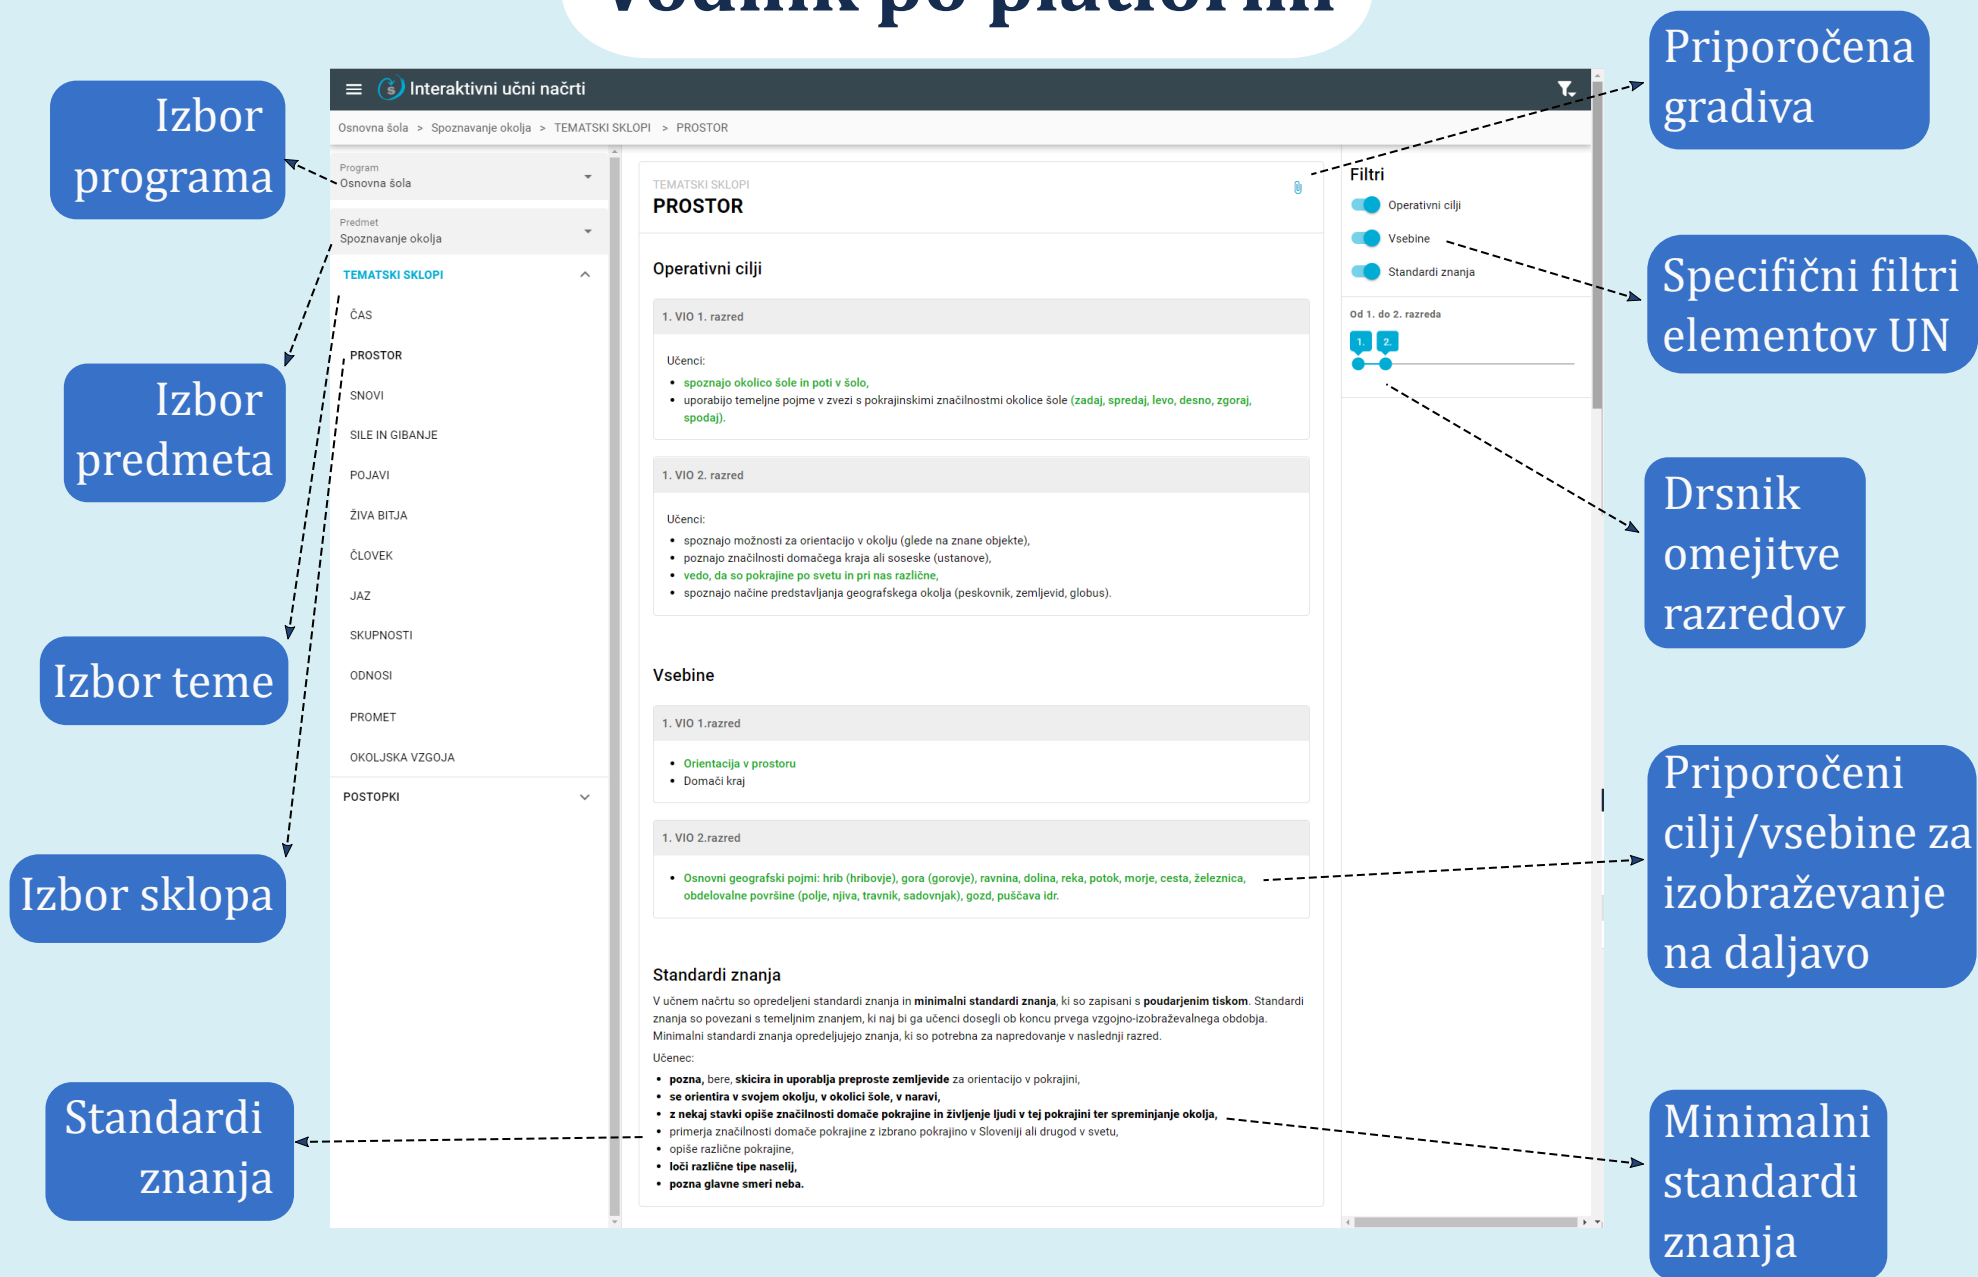 Vodnik po platformi
Izbor
programa
Izbor
predmeta
Izbor teme
Izbor sklopa
Standardi
znanja
Interaktivni učni načrti
Osnovna šola > Spoznavanje okolja > TEMATSKI SKLOPI > PROSTOR
Program
Osnovna šola
Predmet
Spoznavanje okolja
TEMATSKI SKLOPI
ČAS
PROSTOR
SNOVI
SILE IN GIBANJE
POJAVI
ŽIVA BITJA
ČLOVEK
JAZ
SKUPNOSTI
ODNOSI
PROMET
OKOLJSKA VZGOJA
POSTOPKI
TEMATSKI SKLOPI
PROSTOR
Operativni cilji
1. VIO 1. razred
Učenci:
• spoznajo okolico šole in poti v šolo,
• uporabijo temeljne pojme v zvezi s pokrajinskimi značilnostmi okolice šole (zadaj, spredaj, levo, desno, zgoraj,
spodaj).
1. VIO 2. razred
Učenci:
• spoznajo možnosti za orientacijo v okolju (glede na znane objekte),
• poznajo značilnosti domačega kraja ali soseske (ustanove),
• vedo, da so pokrajine po svetu in pri nas različne,
• spoznajo načine predstavljanja geografskega okolja (peskovnik, zemljevid, globus).
Vsebine
1. VIO 1.razred
• Orientacija v prostoru
• Domači kraj
1. VIO 2.razred
• Osnovni geografski pojmi: hrib (hribovje), gora (gorovje), ravnina, dolina, reka, potok, morje, cesta, železnica,
obdelovalne površine (polje, njiva, travnik, sadovnjak), gozd, puščava idr.
Standardi znanja
V učnem načrtu so opredeljeni standardi znanja in minimalni standardi znanja, ki so zapisani s poudarjenim tiskom. Standardi
znanja so povezani s temeljnim znanjem, ki naj bi ga učenci dosegli ob koncu prvega vzgojno-izobraževalnega obdobja.
Minimalni standardi znanja opredeljujejo znanja, ki so potrebna za napredovanje v naslednji razred.
Učenec:
• pozna, bere, skicira in uporablja preproste zemljevide za orientacijo v pokrajini,
• se orientira v svojem okolju, v okolici šole, v naravi,
• z nekaj stavki opiše značilnosti domače pokrajine in življenje ljudi v tej pokrajini ter spreminjanje okolja,
• primerja značilnosti domače pokrajine z izbrano pokrajino v Sloveniji ali drugod v svetu,
• opiše različne pokrajine,
• loči različne tipe naselij,
• pozna glavne smeri neba.
Filtri
Operativni cilji
Vsebine
Standardi znanja
Od 1. do 2. razreda
1. 2.
Priporočena
gradiva
Specifični filtri
elementov UN
Drsnik
omejitve
razredov
Priporočeni
cilji/vsebine za
izobraževanje
na daljavo
Minimalni
standardi
znanja